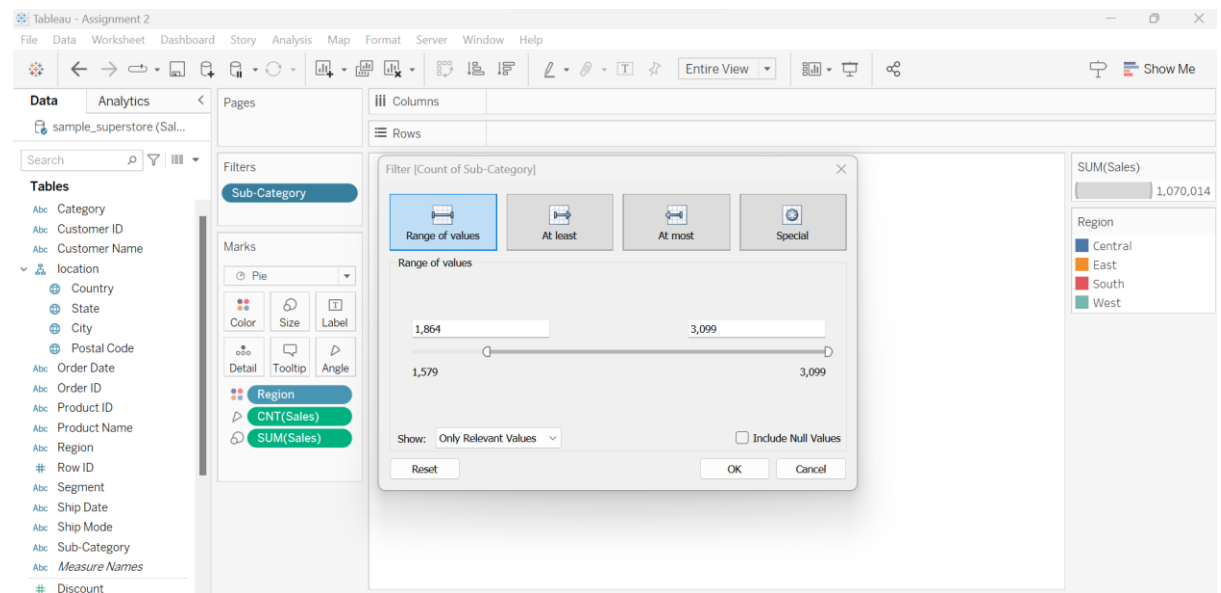 Tableau - Assignment 2
File Data Worksheet Dashboard Story Analysis Map Format Server Window Help
Entire View
Show Me
Data Analytics
sample_superstore (Sal...
Search
Tables
Abc Category
Abc Customer ID
Abc Customer Name
location
Country
State
City
Postal Code
Abc Order Date
Abc Order ID
Abc Product ID
Abc Product Name
Abc Region
# Row ID
Abc Segment
Abc Ship Date
Abc Ship Mode
Abc Sub-Category
Abc Measure Names
# Discount
Pages
Filters
Sub-Category
Marks
Pie
Color Size Label
Detail Tooltip Angle
Region
CNT(Sales)
SUM(Sales)
Columns
Rows
Filter [Count of Sub-Category]
Range of values At least At most Special
Range of values
1,864 3,099
1,579 3,099
Show: Only Relevant Values Include Null Values
Reset OK Cancel
SUM(Sales)
1,070,014
Region
Central
East
South
West